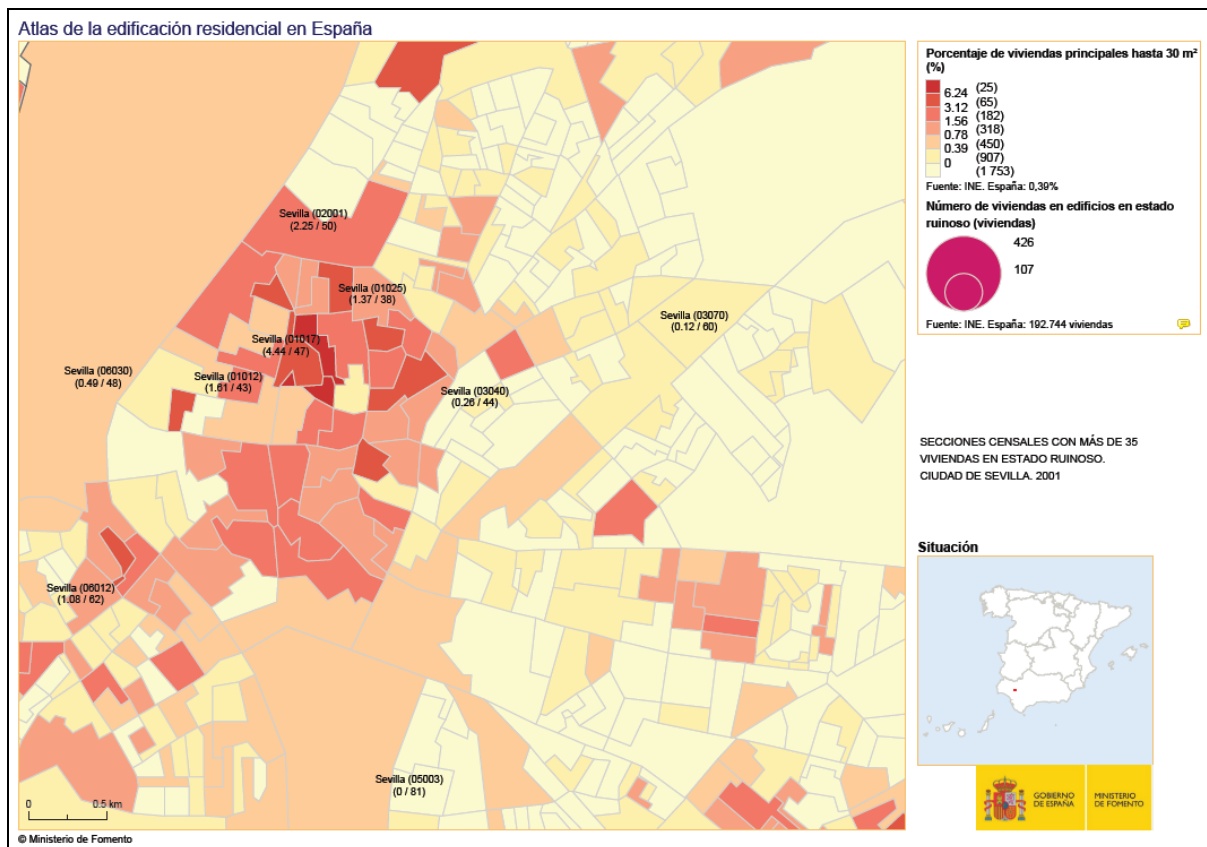 Atlas de la edificación residencial en España
Sevilla (02001)
(2.25 / 50)
Sevilla (01025)
(1.37 / 38)
Sevilla (03070)
(0.12 / 60)
Sevilla (01017)
(4.44 / 47)
Sevilla (06030)
(0.49 / 48)
Sevilla (01012)
(1.61 / 43)
Sevilla (03040)
(0.26 / 44)
Sevilla (06012)
(1.08 / 62)
Sevilla (05003)
(0 / 81)
0 0.5 km
© Ministerio de Fomento
Porcentaje de viviendas principales hasta 30 m²
(%)
(25)
6.24
(65)
3.12
(182)
1.56
(318)
0.78
(450)
0.39
(907)
0
(1 753)
Fuente: INE. España: 0,39%
Número de viviendas en edificios en estado
ruinoso (viviendas)
426
107
Fuente: INE. España: 192.744 viviendas
SECCIONES CENSALES CON MÁS DE 35
VIVIENDAS EN ESTADO RUINOSO.
CIUDAD DE SEVILLA. 2001
Situación
GOBIERNO
DE ESPAÑA
MINISTERIO
DE FOMENTO